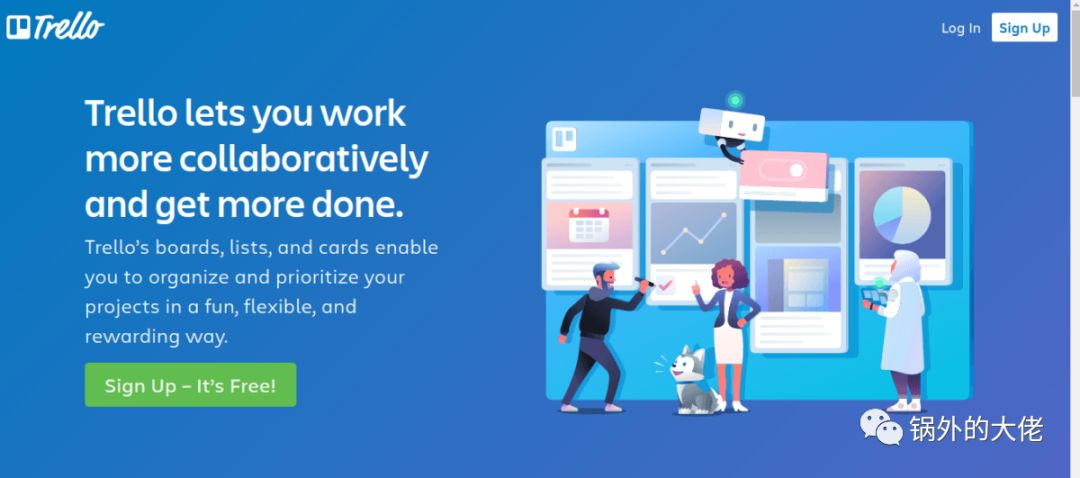 Trello
Log In
Sign Up
Trello lets you work
more collaboratively
and get more done.
Trello's boards, lists, and cards enable
you to organize and prioritize your
projects in a fun, flexible, and
rewarding way.
Sign Up – It's Free!
锅外的大佬